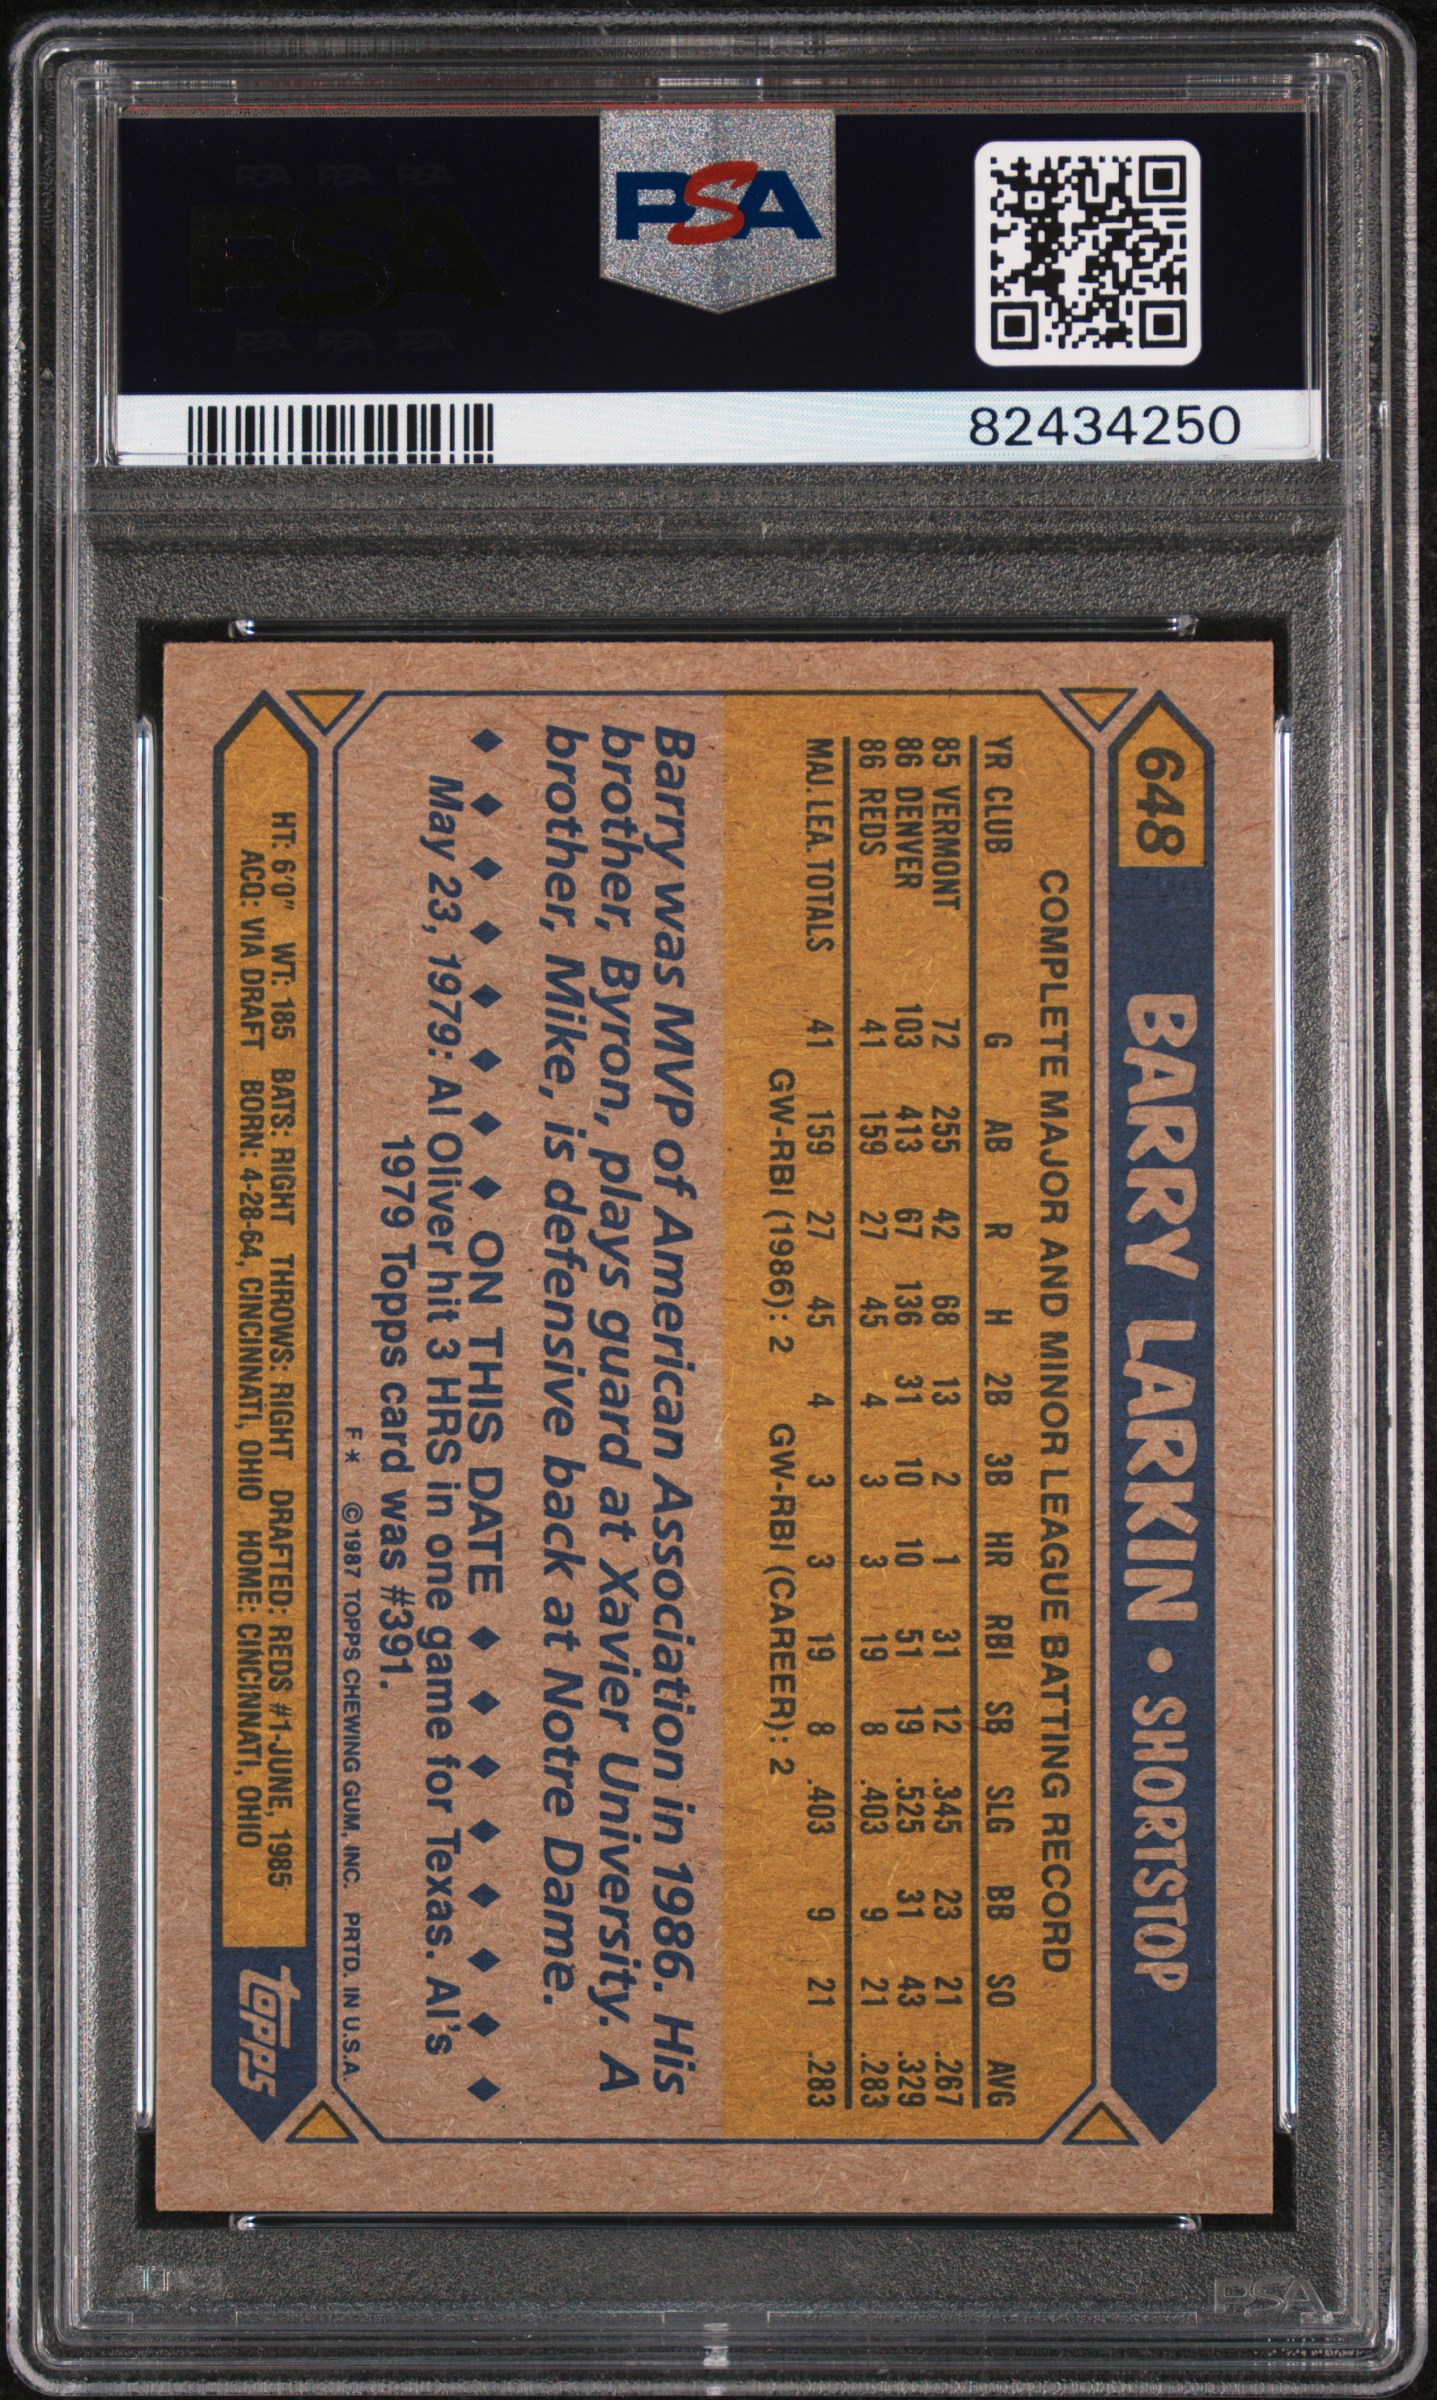 PSA PSA PSA
PSA
PSA PSA PSA
PSA
82434250
648 BARRY LARKIN • SHORTSTOP
COMPLETE MAJOR AND MINOR LEAGUE BATTING RECORD
YR CLUB G AB R H 2B 3B HR RBI SB SLG BB SO AVG
85 VERMONT 72 255 42 68 13 2 1 31 12 .345 23 21 .267
86 DENVER 103 413 67 136 31 10 10 51 19 .525 31 43 .329
86 REDS 41 159 27 45 4 3 3 19 8 .403 9 21 .283
MAJ. LEA. TOTALS 41 159 27 45 4 3 3 19 8 .403 9 21 .283
GW-RBI (1986): 2 GW-RBI (CAREER): 2
Barry was MVP of American Association in 1986. His
brother, Byron, plays guard at Xavier University. A
brother, Mike, is defensive back at Notre Dame.
◆ ◆ ◆ ◆ ◆ ◆ ◆ ◆ ON THIS DATE ◆ ◆ ◆ ◆ ◆ ◆ ◆ ◆
May 23, 1979: Al Oliver hit 3 HRS in one game for Texas. Al's
1979 Topps card was #391.
F* ©1987 TOPPS CHEWING GUM, INC. PRTD. IN U.S.A.
HT: 6'0" WT: 185 BATS: RIGHT THROWS: RIGHT DRAFTED: REDS #1-JUNE, 1985
ACQ: VIA DRAFT BORN: 4-28-64, CINCINNATI, OHIO HOME: CINCINNATI, OHIO
topps
PSA